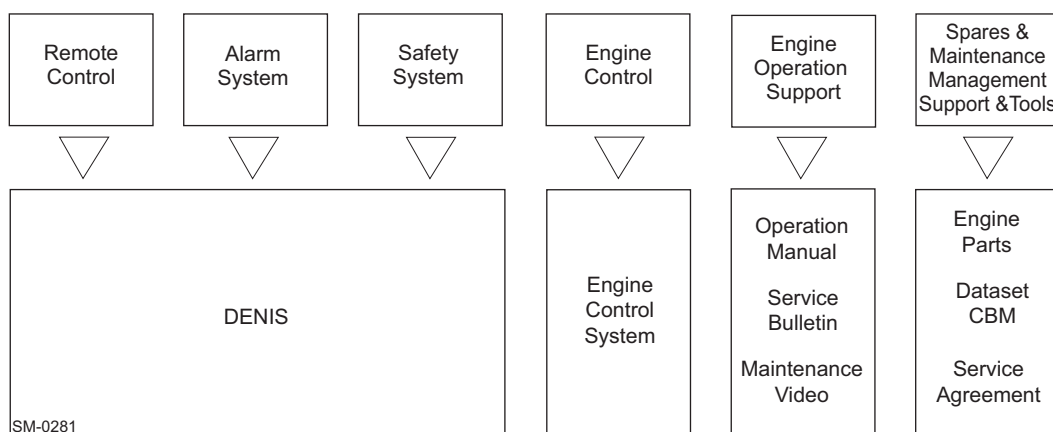 Remote
Control
Alarm
System
Safety
System
Engine
Control
Engine
Operation
Support
Spares &
Maintenance
Management
Support &Tools
DENIS
Engine
Control
System
Operation
Manual
Service
Bulletin
Maintenance
Video
Engine
Parts
Dataset
CBM
Service
Agreement
SM-0281